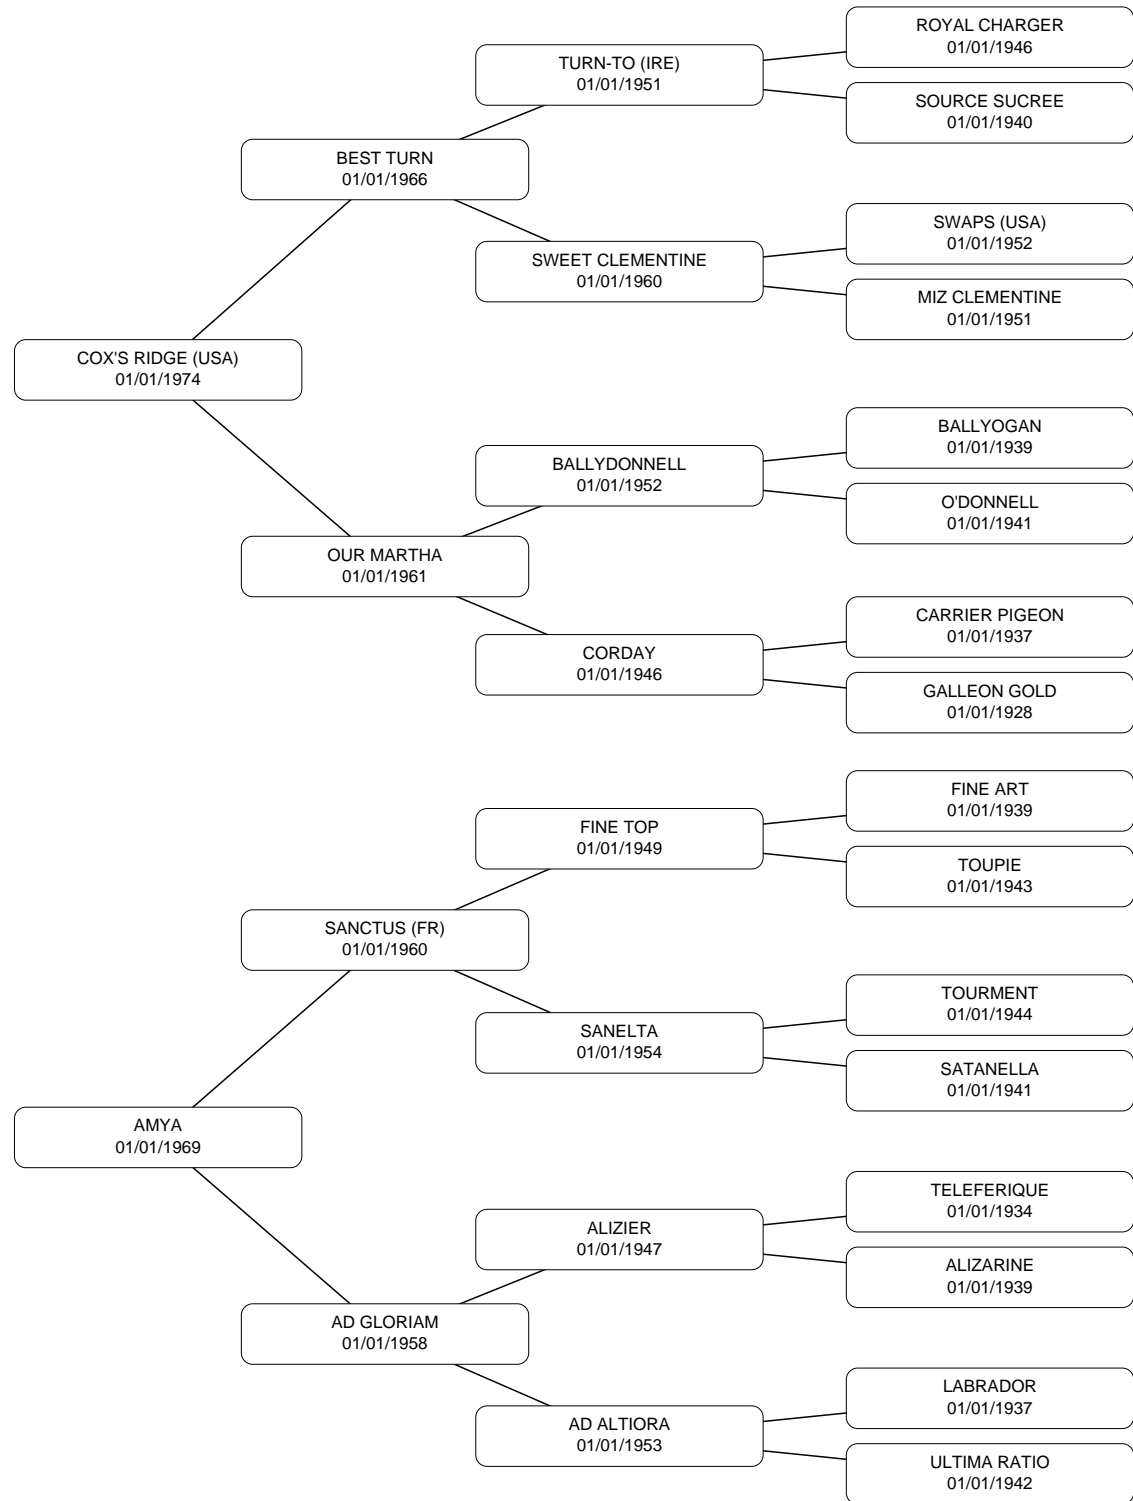 ROYAL CHARGER
01/01/1946
TURN-TO (IRE)
01/01/1951
SOURCE SUCREE
01/01/1940
BEST TURN
01/01/1966
SWAPS (USA)
01/01/1952
SWEET CLEMENTINE
01/01/1960
MIZ CLEMENTINE
01/01/1951
COX'S RIDGE (USA)
01/01/1974
BALLYOGAN
01/01/1939
BALLYDONNELL
01/01/1952
O'DONNELL
01/01/1941
OUR MARTHA
01/01/1961
CARRIER PIGEON
01/01/1937
CORDAY
01/01/1946
GALLEON GOLD
01/01/1928
FINE ART
01/01/1939
FINE TOP
01/01/1949
TOUPIE
01/01/1943
SANCTUS (FR)
01/01/1960
TOURMENT
01/01/1944
SANELTA
01/01/1954
SATANELLA
01/01/1941
AMYA
01/01/1969
TELEFERIQUE
01/01/1934
ALIZIER
01/01/1947
ALIZARINE
01/01/1939
AD GLORIAM
01/01/1958
LABRADOR
01/01/1937
AD ALTIORA
01/01/1953
ULTIMA RATIO
01/01/1942